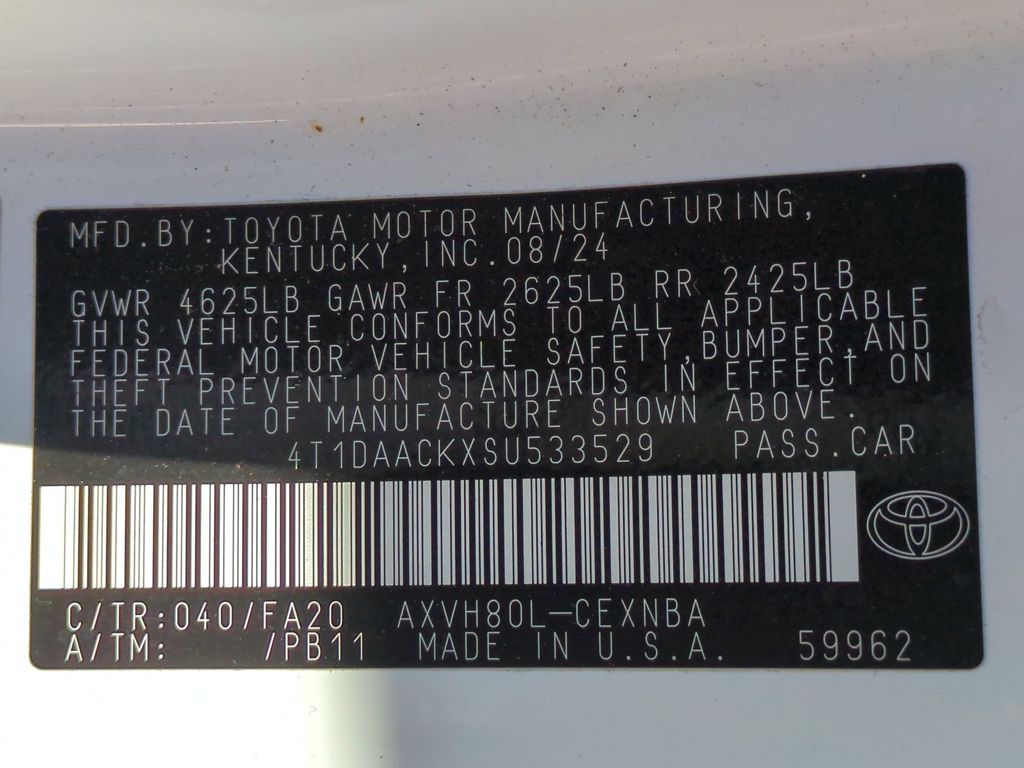 MFD.BY:TOYOTA MOTOR MANUFACTURING,
KENTUCKY,INC.08/24
GVWR 4625LB GAWR FR 2625LB RR 2425LB
THIS VEHICLE CONFORMS TO ALL APPLICABLE
FEDERAL MOTOR VEHICLE SAFETY,BUMPER,AND
THEFT PREVENTION STANDARDS IN EFFECT ON
THE DATE OF MANUFACTURE SHOWN ABOVE.
4T1DAACKXSU533529 PASS.CAR
C/TR:040/FA20 AXVH80L-CEXNBA
A/TM: /PB11 MADE IN U.S.A. 59962